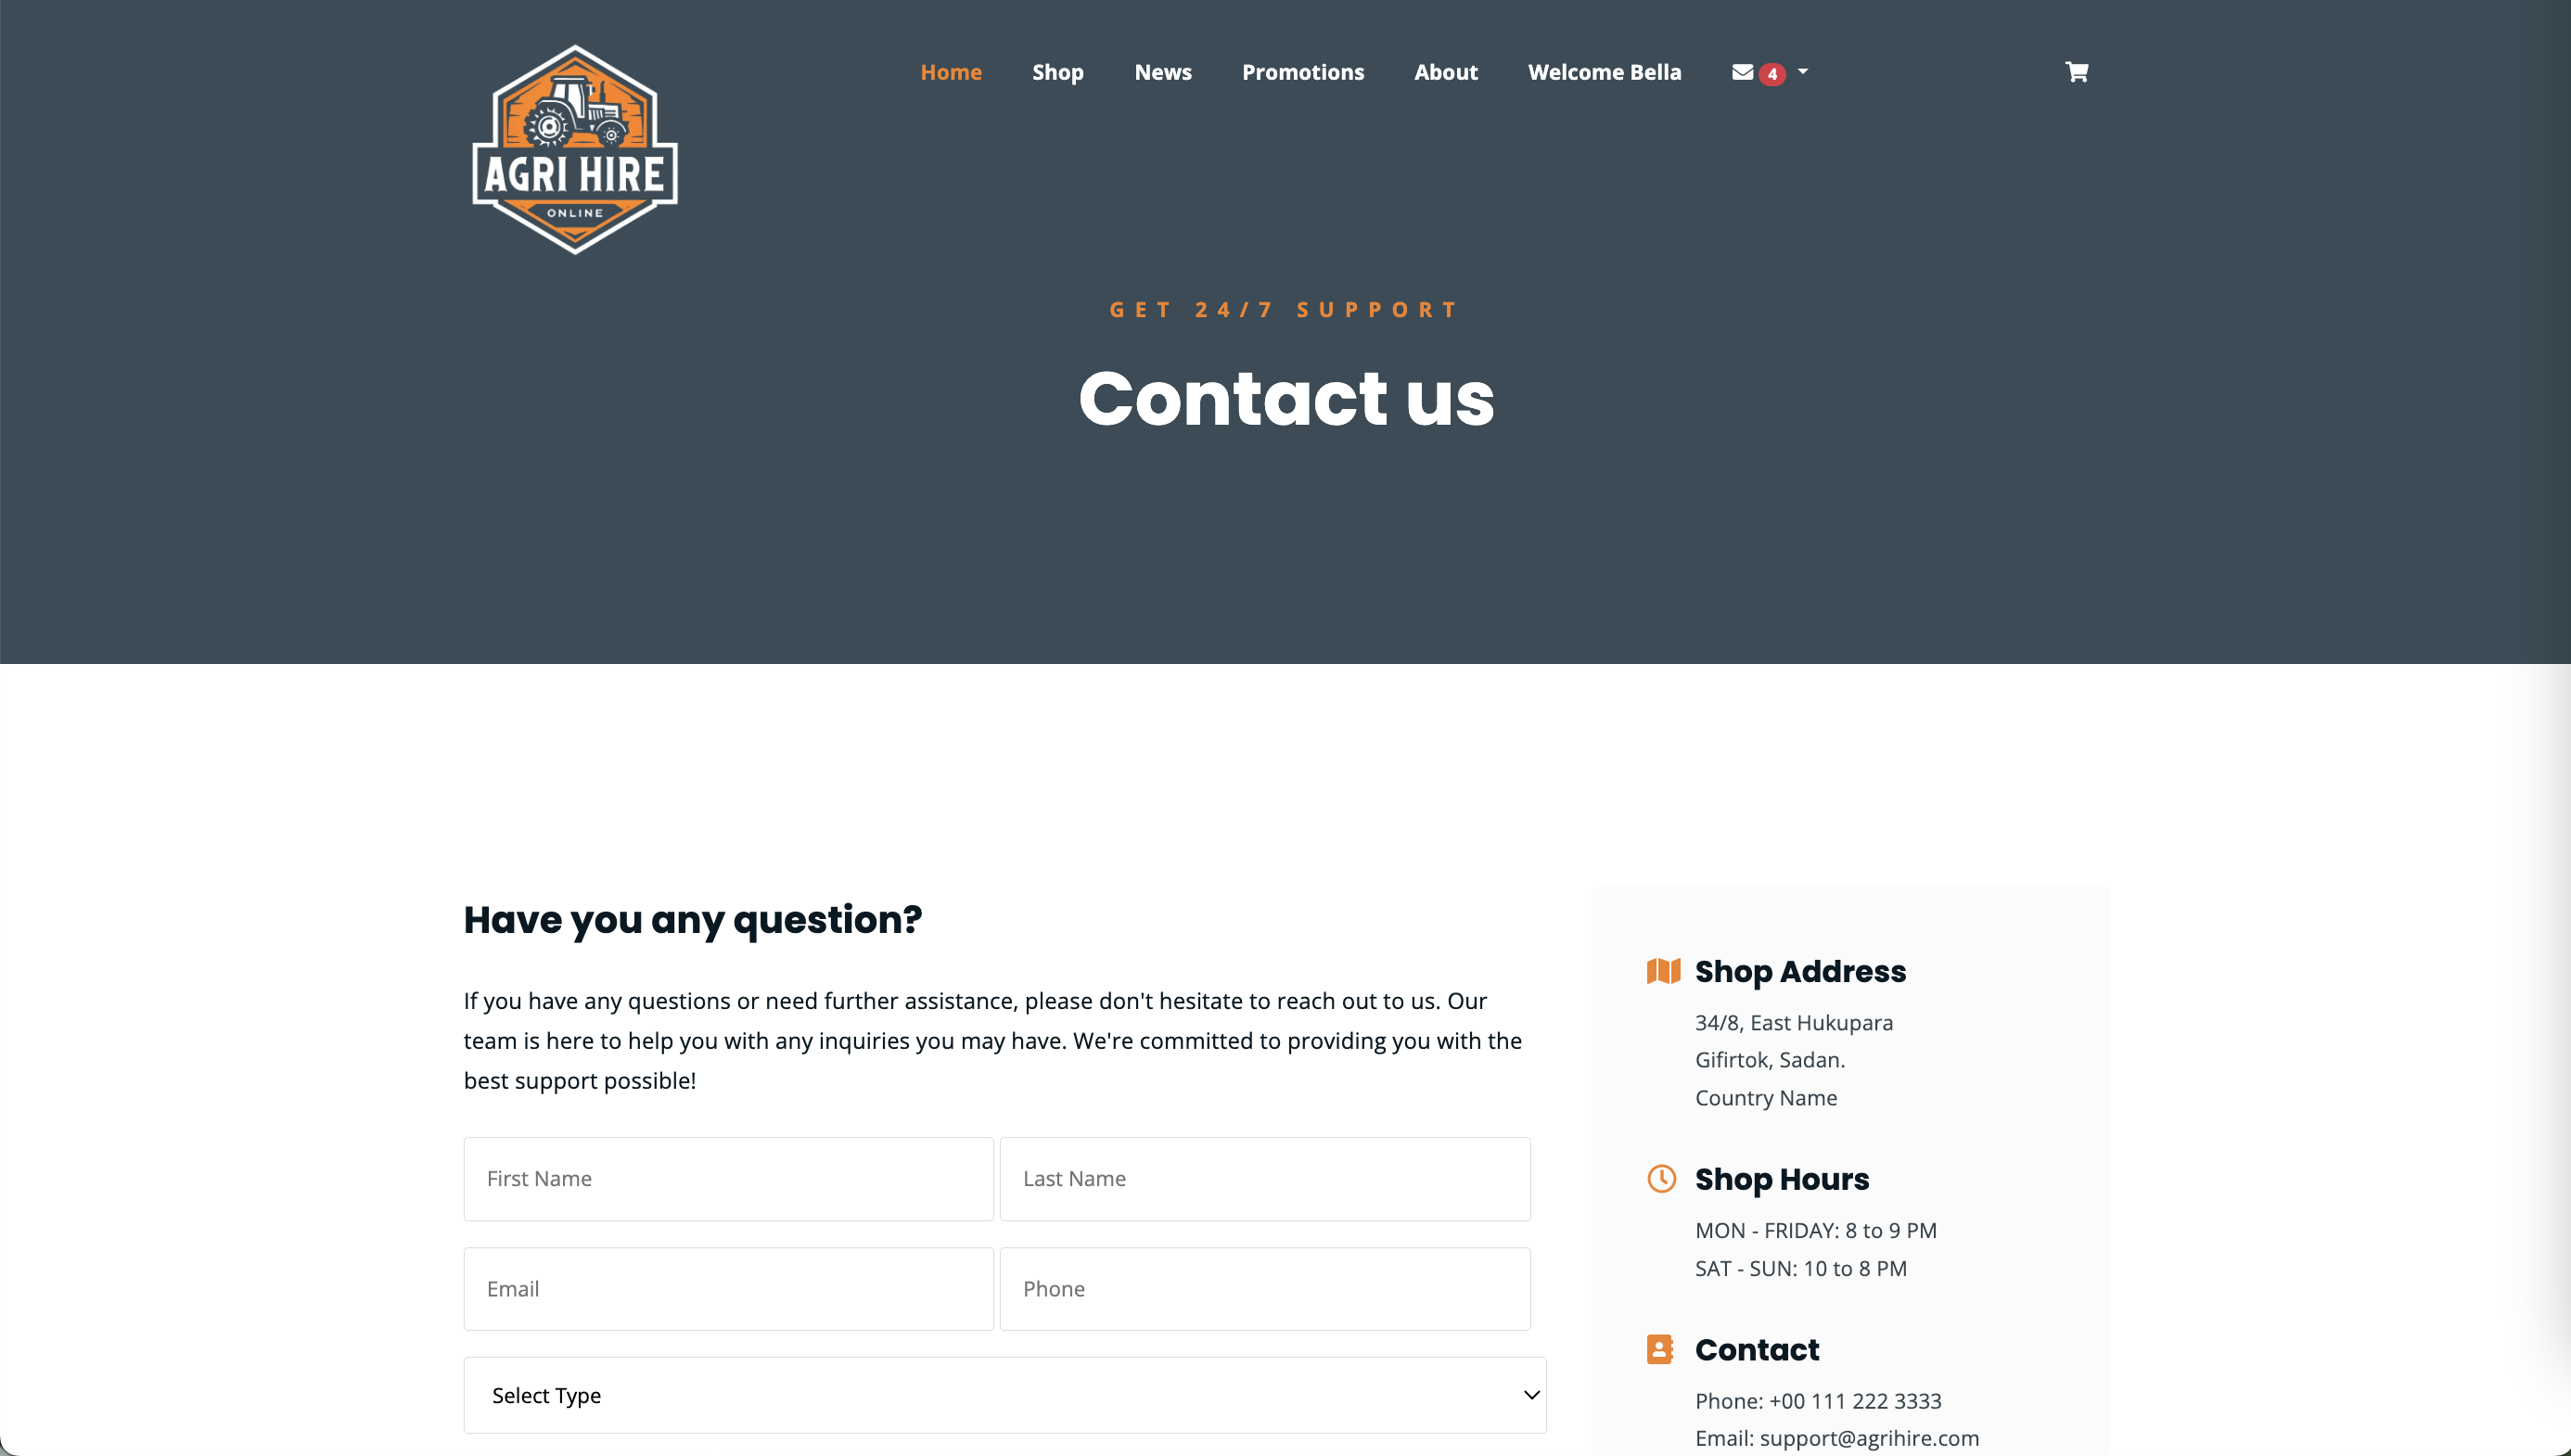 AGRI HIRE
ONLINE
Home Shop News Promotions About Welcome Bella 4
GET 24/7 SUPPORT
Contact us
Have you any question?
If you have any questions or need further assistance, please don't hesitate to reach out to us. Our
team is here to help you with any inquiries you may have. We're committed to providing you with the
best support possible!
First Name
Last Name
Email
Phone
Select Type
Shop Address
34/8, East Hukupara
Gifirtok, Sadan.
Country Name
Shop Hours
MON - FRIDAY: 8 to 9 PM
SAT - SUN: 10 to 8 PM
Contact
Phone: +00 111 222 3333
Email: support@agrihire.com